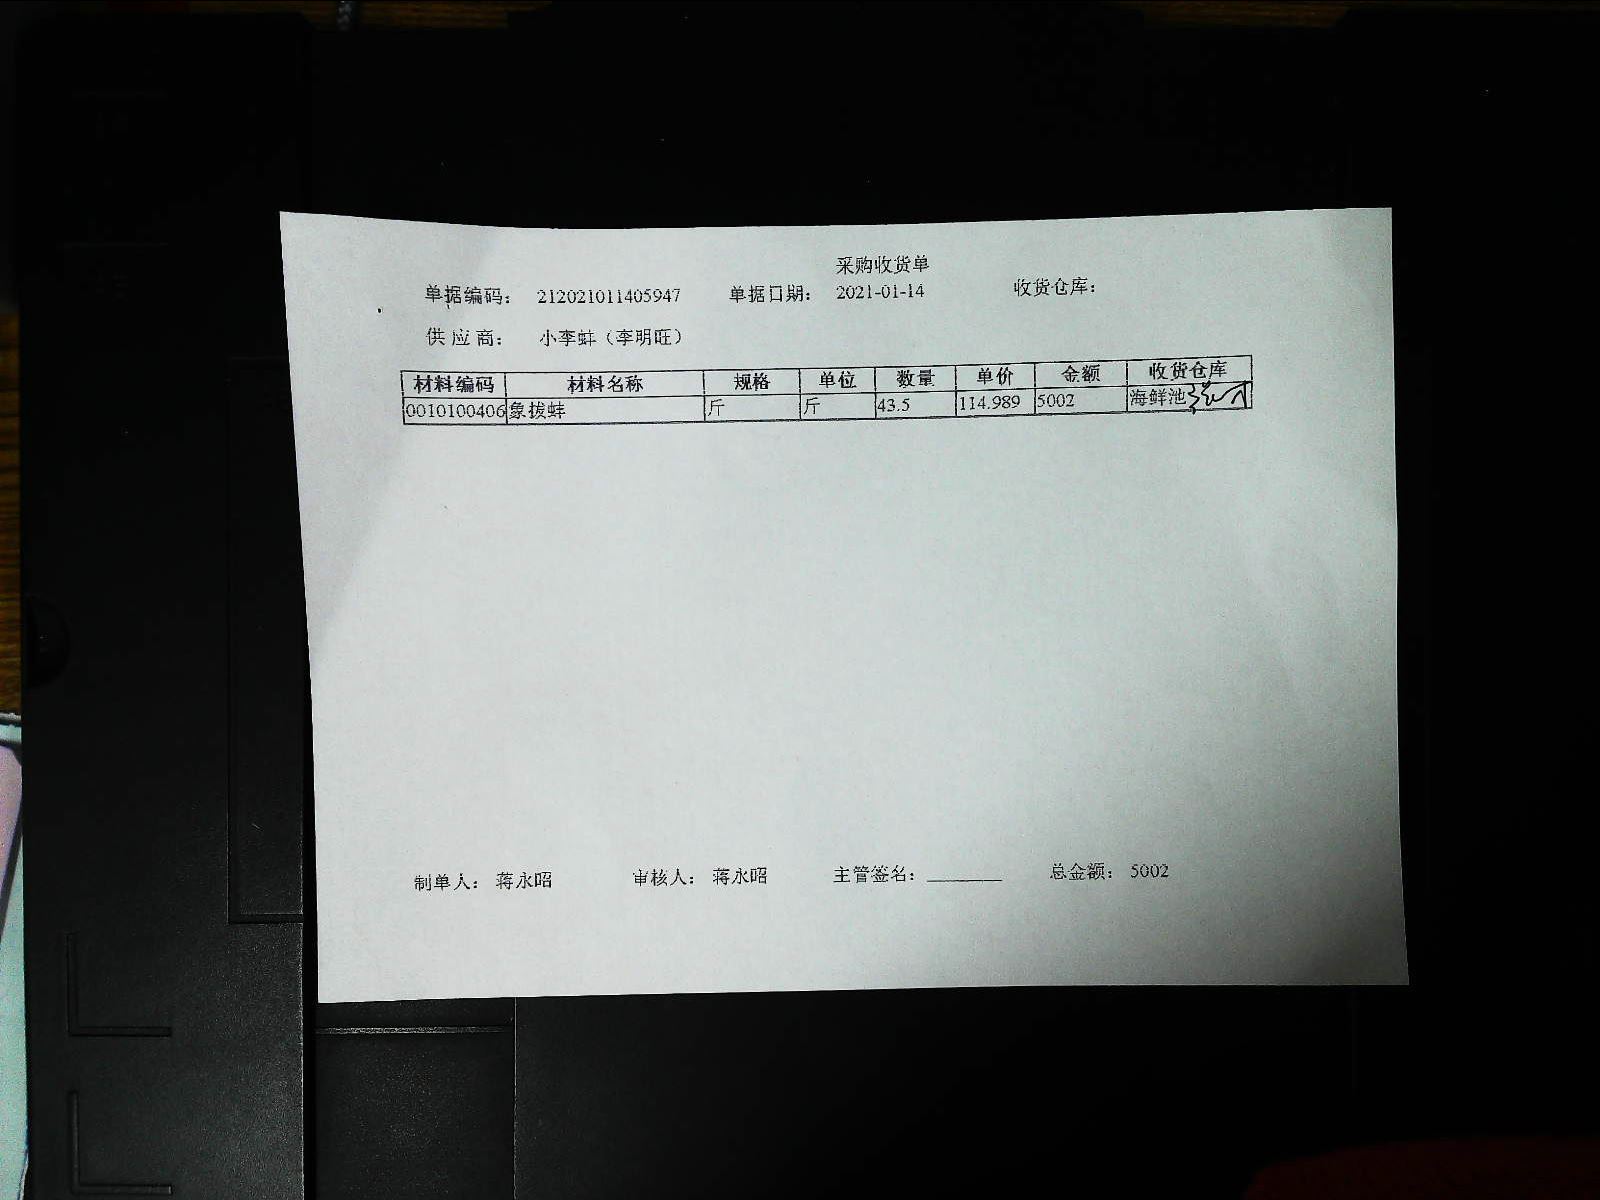 采购收货单
单据编码： 212021011405947 单据日期： 2021-01-14 收货仓库：
供 应 商： 小李蚌（李明旺）
材料编码 材料名称 规格 单位 数量 单价 金额 收货仓库
0010100406 象拔蚌 斤 斤 43.5 114.989 5002 海鲜池
制单人： 蒋永昭 审核人： 蒋永昭 主管签名：________ 总金额： 5002